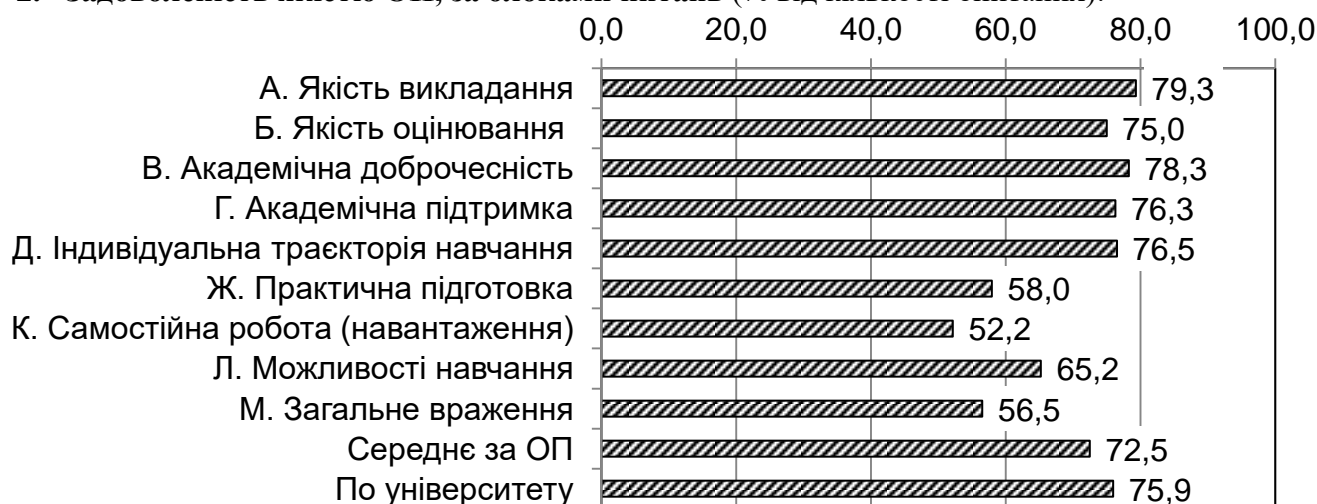 0,0 20,0 40,0 60,0 80,0 100,0
А. Якість викладання 79,3
Б. Якість оцінювання 75,0
В. Академічна доброчесність 78,3
Г. Академічна підтримка 76,3
Д. Індивідуальна траєкторія навчання 76,5
Ж. Практична підготовка 58,0
К. Самостійна робота (навантаження) 52,2
Л. Можливості навчання 65,2
М. Загальне враження 56,5
Середнє за ОП 72,5
По університету 75,9